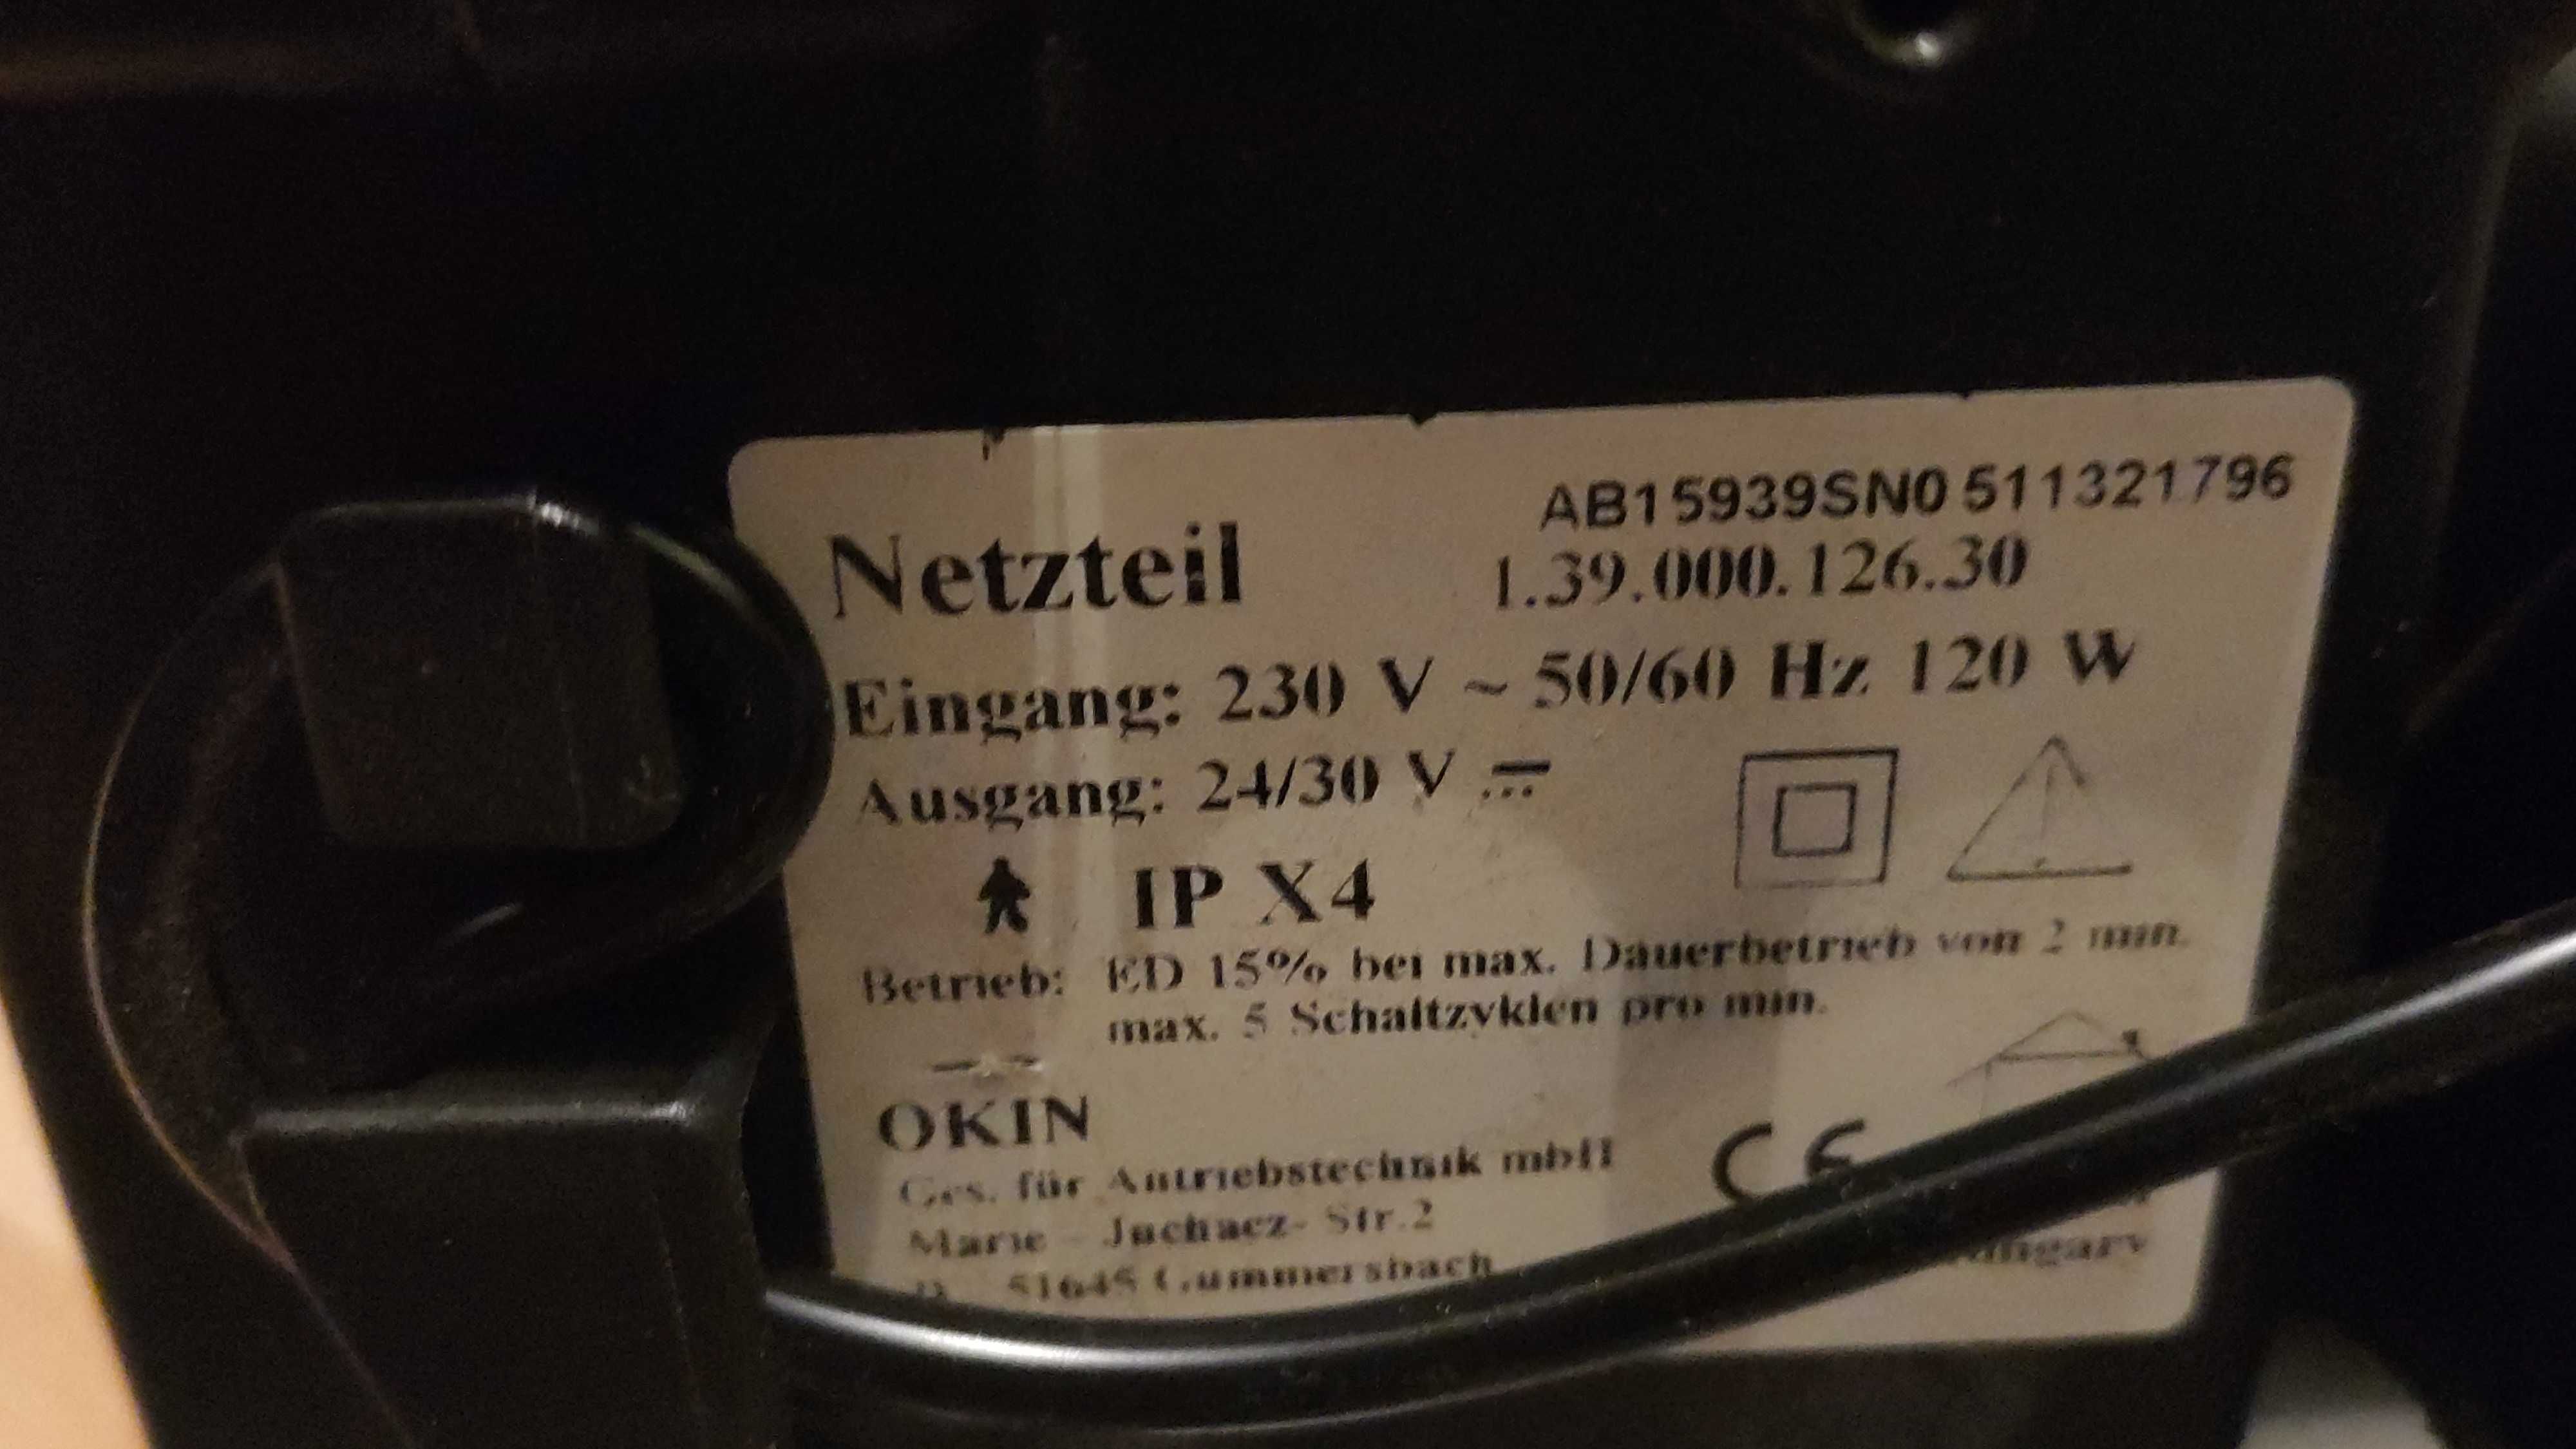 AB15939SN0 511321796
Netzteil 1.39.000.126.30
Eingang: 230 V ~ 50/60 Hz 120 W
Ausgang: 24/30 V
IP X4
Betrieb: ED 15% bei max. Dauerbetrieb von 2 min.
max. 5 Schaltzyklen pro min.
OKIN
Ges. für Antriebstechnik mbH
CE
Marie - Juchacz- Str.2
51645 Gummersbach